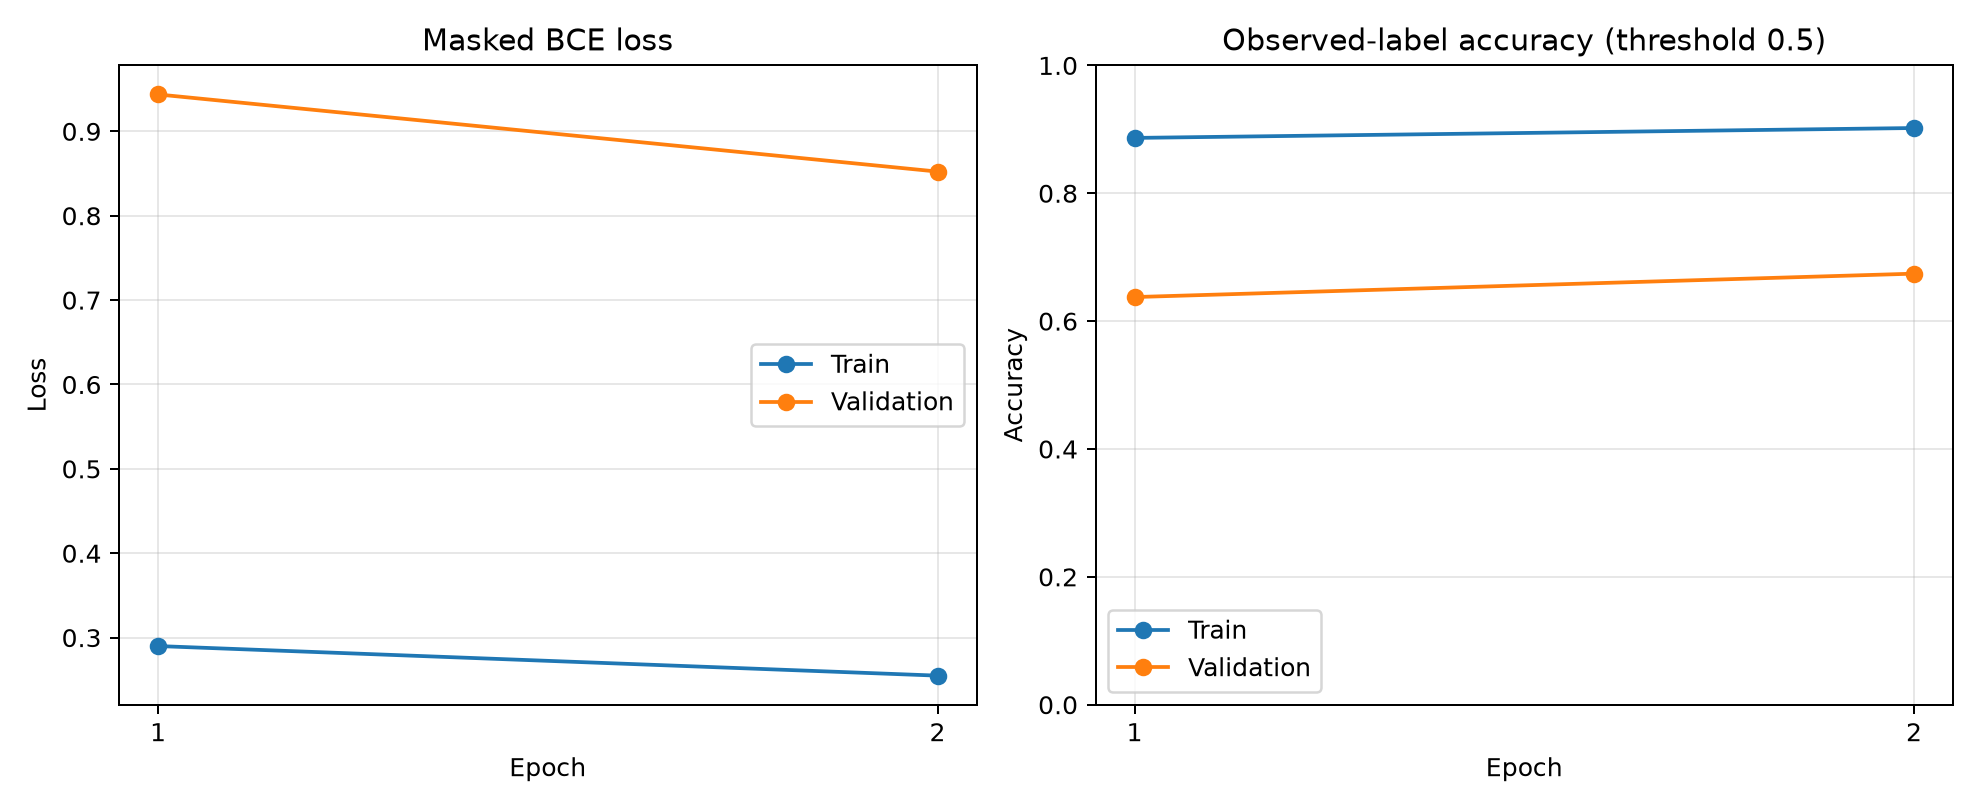 Masked BCE loss
0.9
0.8
0.7
0.6
0.5
0.4
0.3
Loss
Train
Validation
1
2
Epoch
Observed-label accuracy (threshold 0.5)
1.0
0.8
0.6
0.4
0.2
0.0
Accuracy
Train
Validation
1
2
Epoch